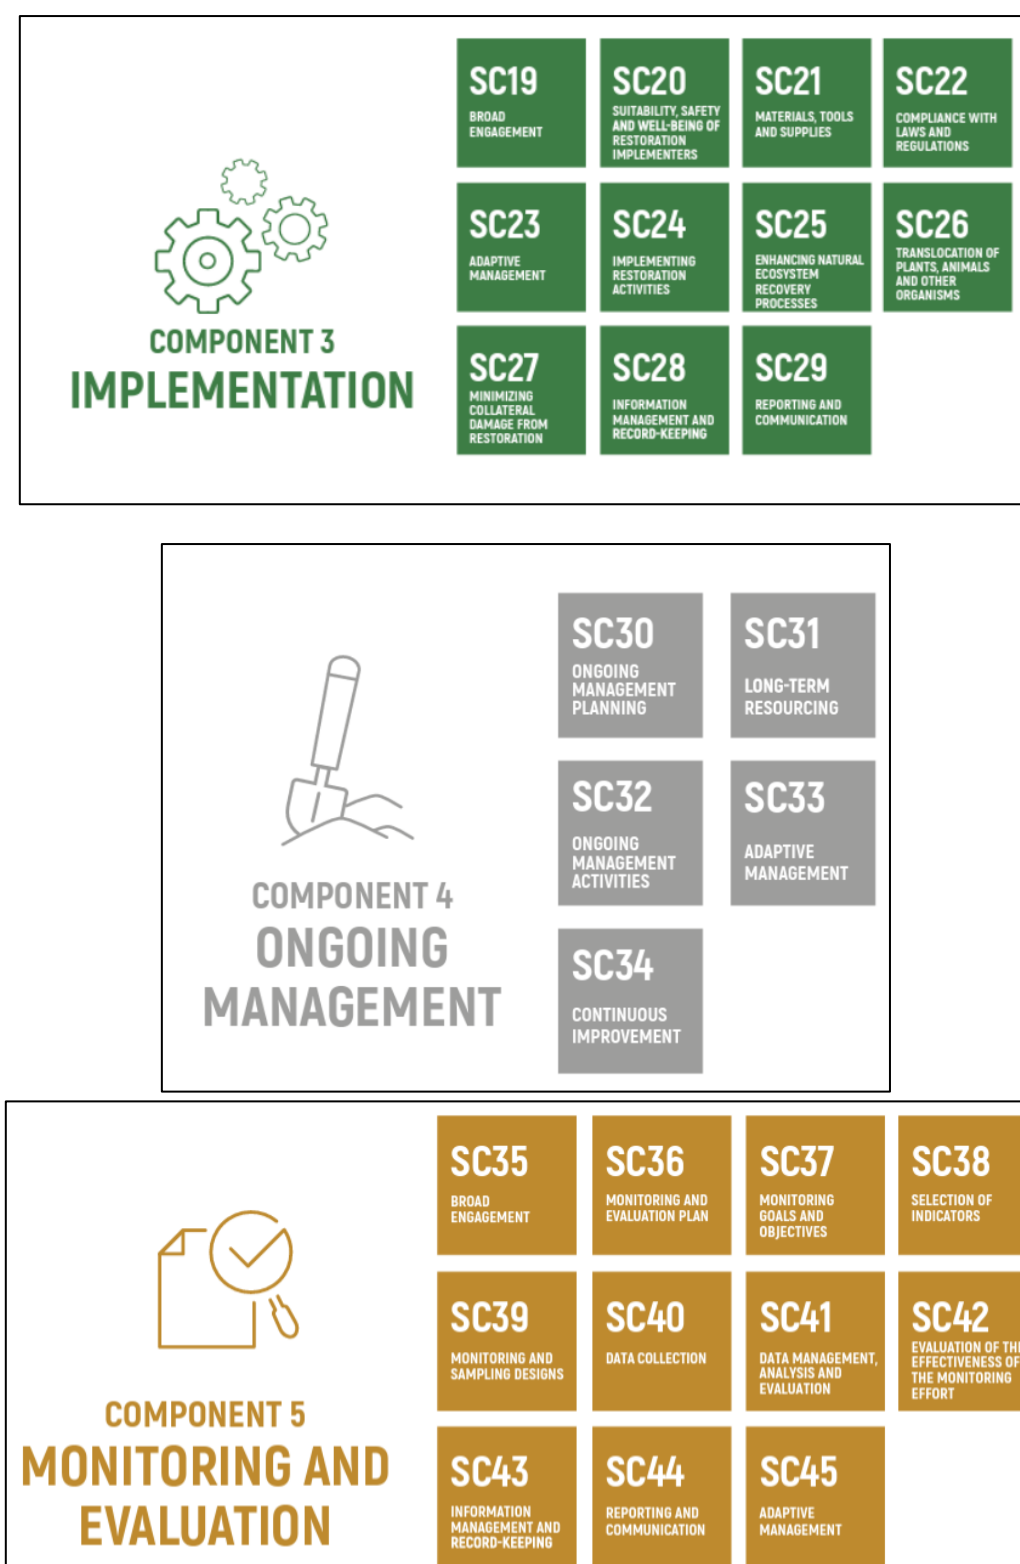 COMPONENT 3
IMPLEMENTATION
SC19
BROAD
ENGAGEMENT
SC20
SUITABILITY, SAFETY
AND WELL-BEING OF
RESTORATION
IMPLEMENTERS
SC21
MATERIALS, TOOLS
AND SUPPLIES
SC22
COMPLIANCE WITH
LAWS AND
REGULATIONS
SC23
ADAPTIVE
MANAGEMENT
SC24
IMPLEMENTING
RESTORATION
ACTIVITIES
SC25
ENHANCING NATURAL
ECOSYSTEM
RECOVERY
PROCESSES
SC26
TRANSLOCATION OF
PLANTS, ANIMALS
AND OTHER
ORGANISMS
SC27
MINIMIZING
COLLATERAL
DAMAGE FROM
RESTORATION
SC28
INFORMATION
MANAGEMENT AND
RECORD-KEEPING
SC29
REPORTING AND
COMMUNICATION
COMPONENT 4
ONGOING
MANAGEMENT
SC30
ONGOING
MANAGEMENT
PLANNING
SC31
LONG-TERM
RESOURCING
SC32
ONGOING
MANAGEMENT
ACTIVITIES
SC33
ADAPTIVE
MANAGEMENT
SC34
CONTINUOUS
IMPROVEMENT
COMPONENT 5
MONITORING AND
EVALUATION
SC35
BROAD
ENGAGEMENT
SC36
MONITORING AND
EVALUATION PLAN
SC37
MONITORING
GOALS AND
OBJECTIVES
SC38
SELECTION OF
INDICATORS
SC39
MONITORING AND
SAMPLING DESIGNS
SC40
DATA COLLECTION
SC41
DATA MANAGEMENT,
ANALYSIS AND
EVALUATION
SC42
EVALUATION OF THE
EFFECTIVENESS OF
THE MONITORING
EFFORT
SC43
INFORMATION
MANAGEMENT AND
RECORD-KEEPING
SC44
REPORTING AND
COMMUNICATION
SC45
ADAPTIVE
MANAGEMENT